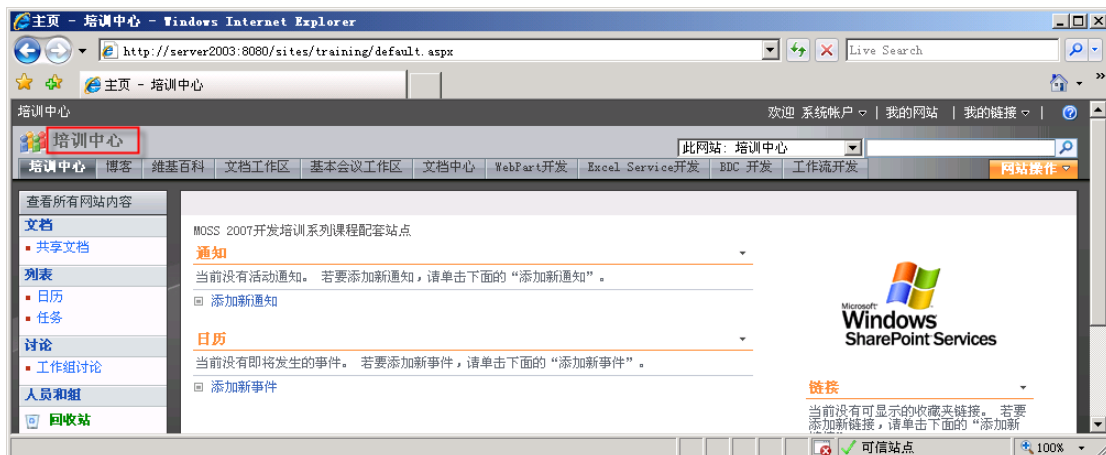 主页 - 培训中心 - Windows Internet Explorer
http://server2003:8080/sites/training/default.aspx
Live Search
主页 - 培训中心
培训中心 欢迎 系统帐户 | 我的网站 | 我的链接 |
培训中心
此网站: 培训中心
培训中心 博客 维基百科 文档工作区 基本会议工作区 文档中心 WebPart开发 Excel Service开发 BDC 开发 工作流开发 网站操作
查看所有网站内容
文档
共享文档
列表
日历
任务
讨论
工作组讨论
人员和组
回收站
MOSS 2007开发培训系列课程配套站点
通知
当前没有活动通知。 若要添加新通知,请单击下面的“添加新通知”。
添加新通知
日历
当前没有即将发生的事件。 若要添加新事件,请单击下面的“添加新事件”。
添加新事件
Microsoft
Windows
SharePoint Services
链接
当前没有可显示的收藏夹链接。 若要
添加新链接,请单击下面的“添加新
可信站点 100%